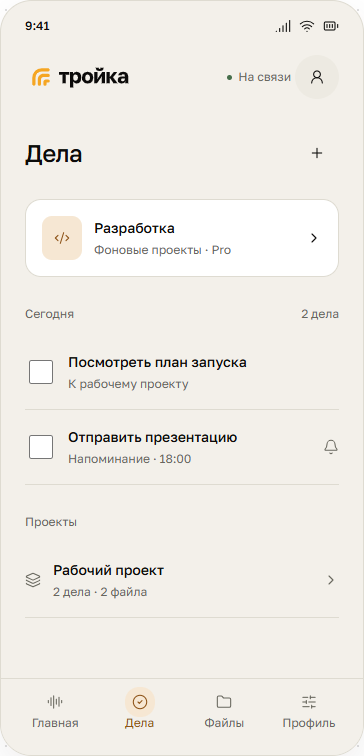 9:41
тройка
На связи
Дела
Разработка
Фоновые проекты · Pro
Сегодня
2 дела
Посмотреть план запуска
К рабочему проекту
Отправить презентацию
Напоминание · 18:00
Проекты
Рабочий проект
2 дела · 2 файла
Главная
Дела
Файлы
Профиль